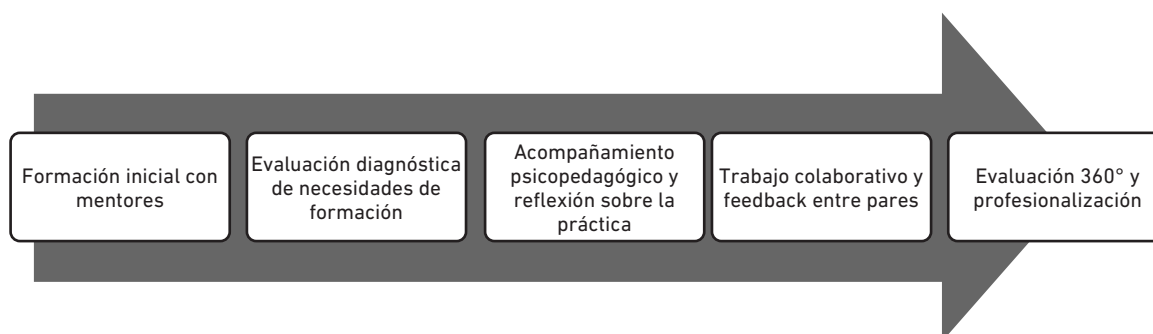 Formación inicial con
mentores
Evaluación diagnóstica
de necesidades de
formación
Acompañamiento
psicopedagógico y
reflexión sobre la
práctica
Trabajo colaborativo y
feedback entre pares
Evaluación 360° y
profesionalización